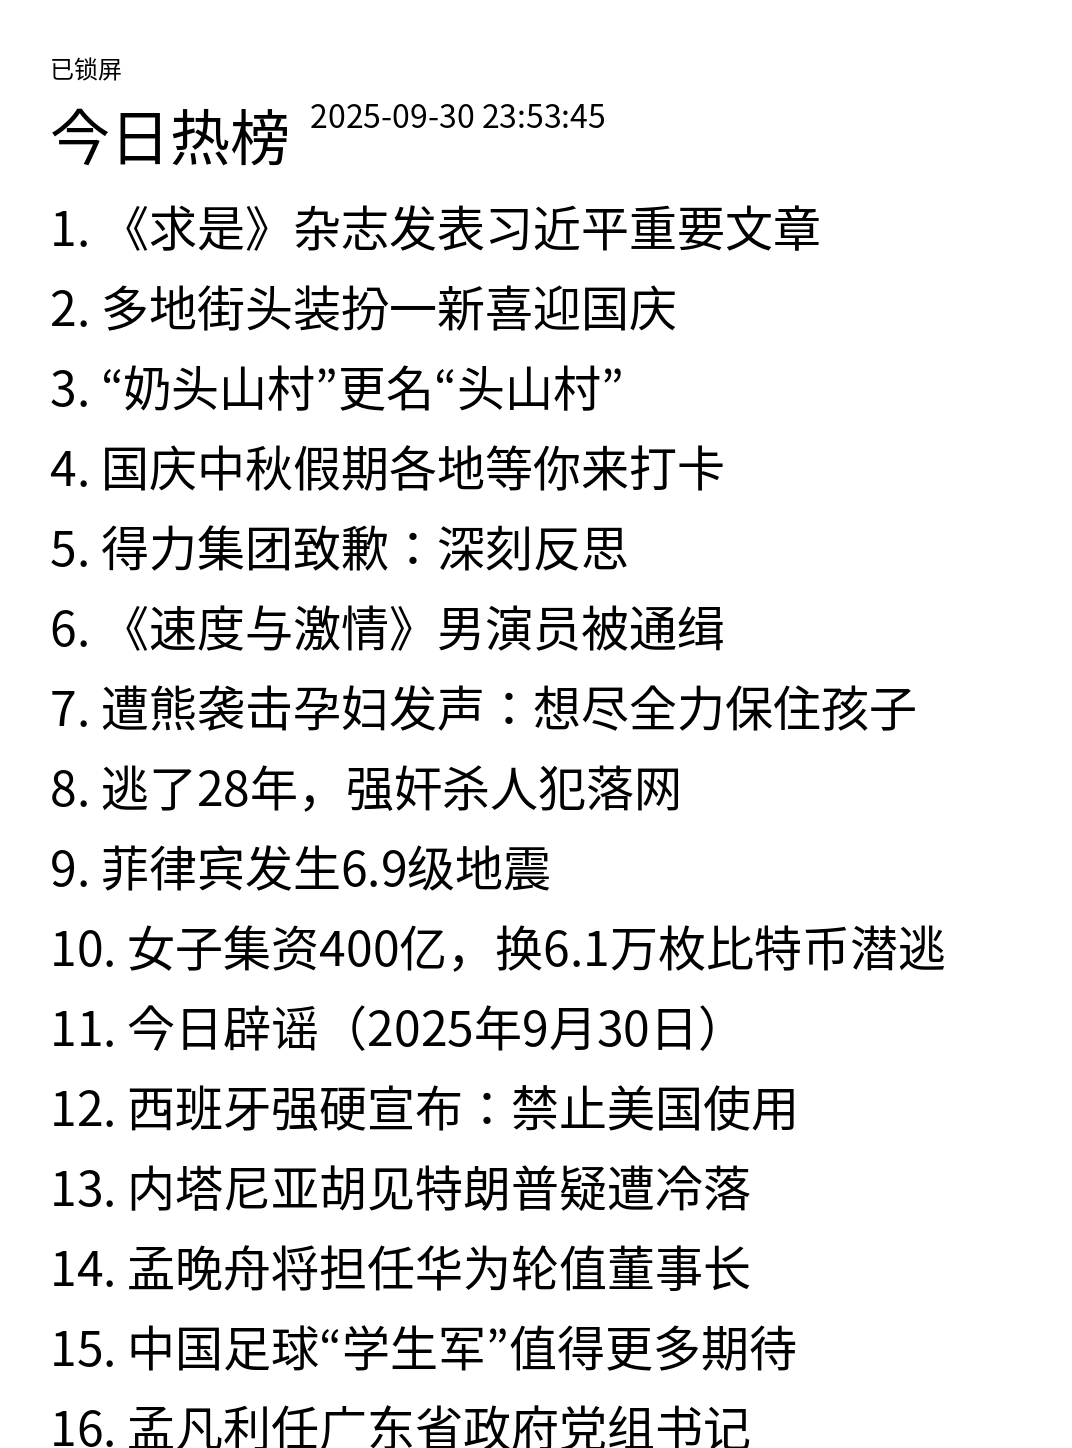 已锁屏
今日热榜 2025-09-30 23:53:45
1. 《求是》杂志发表习近平重要文章
2. 多地街头装扮一新喜迎国庆
3. “奶头山村”更名“头山村”
4. 国庆中秋假期各地等你来打卡
5. 得力集团致歉：深刻反思
6. 《速度与激情》男演员被通缉
7. 遭熊袭击孕妇发声：想尽全力保住孩子
8. 逃了28年，强奸杀人犯落网
9. 菲律宾发生6.9级地震
10. 女子集资400亿，换6.1万枚比特币潜逃
11. 今日辟谣（2025年9月30日）
12. 西班牙强硬宣布：禁止美国使用
13. 内塔尼亚胡见特朗普疑遭冷落
14. 孟晚舟将担任华为轮值董事长
15. 中国足球“学生军”值得更多期待
16. 孟凡利任广东省政府党组书记